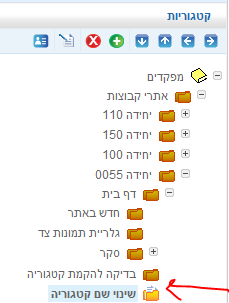 קטגוריות
מפקדים
אתרי קבוצות
יחידה 110
יחידה 150
יחידה 100
יחידה 0055
דף בית
חדש באתר
גלריית תמונות צד
סקר
בדיקה להקמת קטגוריה
שינוי שם קטגוריה